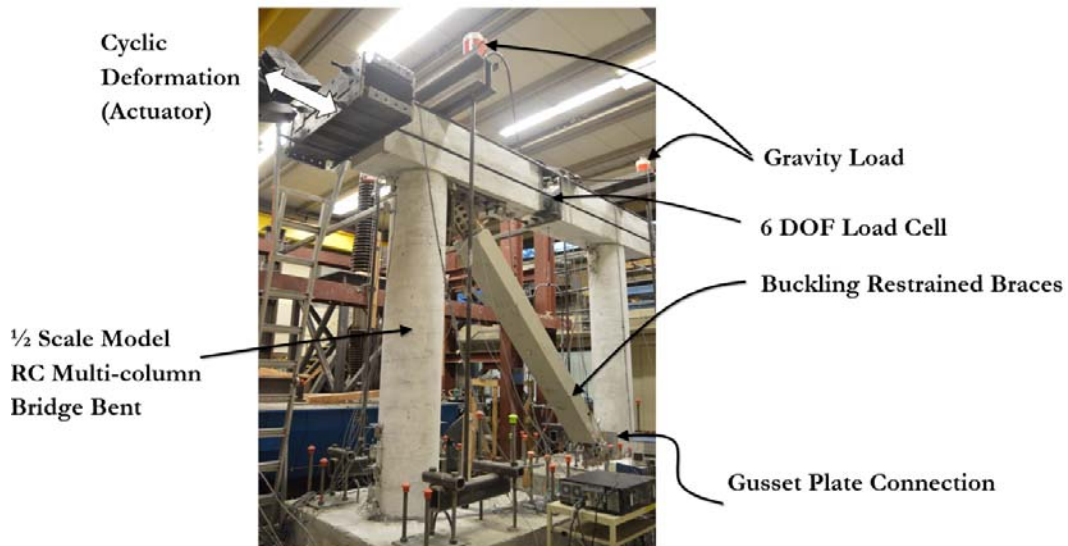 Cyclic
Deformation
(Actuator)
Gravity Load
6 DOF Load Cell
Buckling Restrained Braces
½ Scale Model
RC Multi-column
Bridge Bent
Gusset Plate Connection